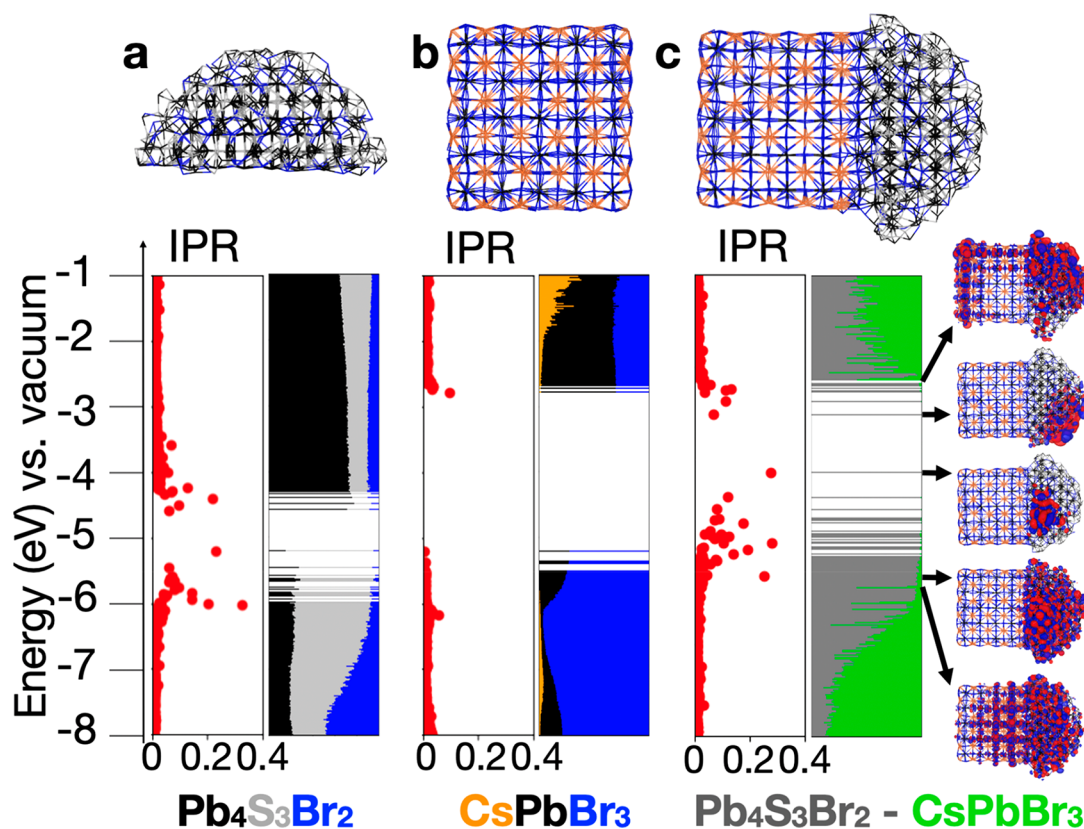 a b c
IPR IPR IPR
Energy (eV) vs. vacuum
-1
-2
-3
-4
-5
-6
-7
-8
0 0.2 0.4 0 0.2 0.4 0 0.2 0.4
Pb₄S₃Br₂ CsPbBr₃ Pb₄S₃Br₂ - CsPbBr₃